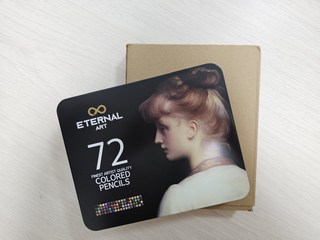 ETERNAL
ART
72
FINEST ARTIST QUALITY
COLORED
PENCILS